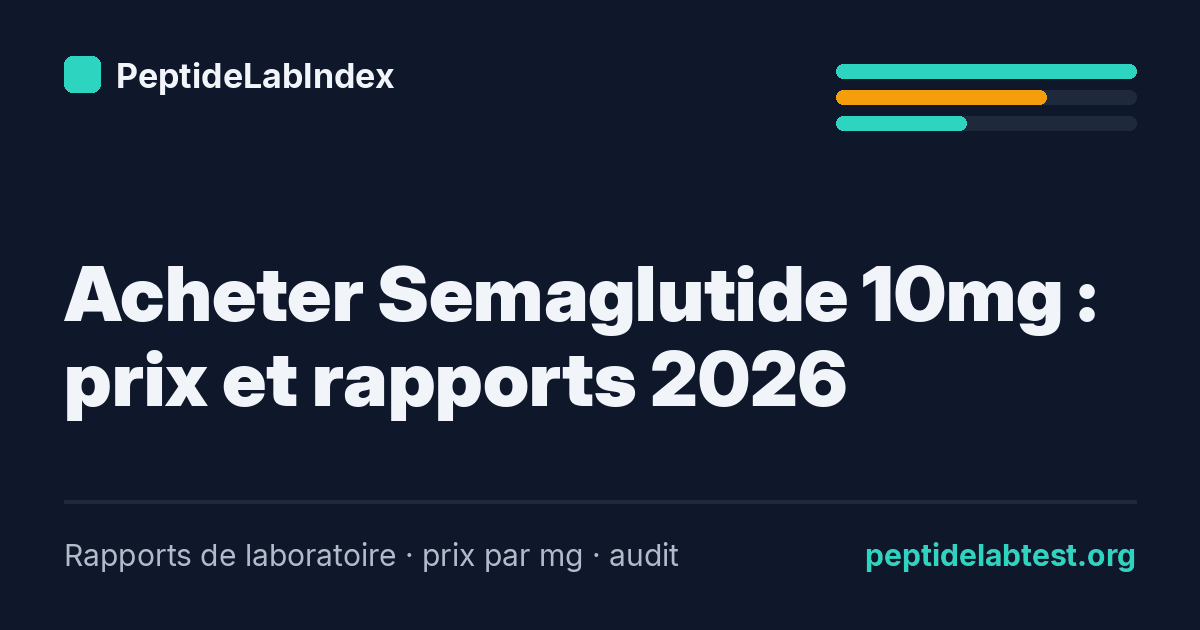 PeptideLabIndex
Acheter Semaglutide 10mg :
prix et rapports 2026
Rapports de laboratoire · prix par mg · audit
peptidelabtest.org